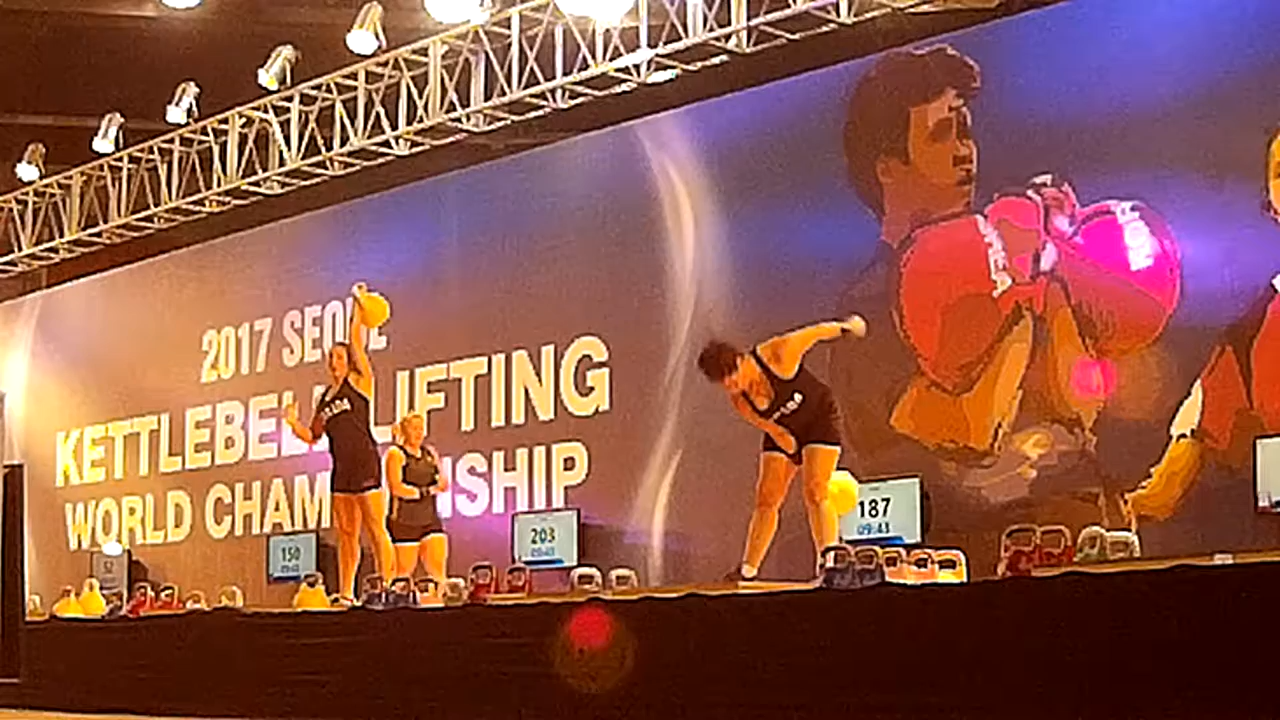 2017 SEOUL
KETTLEBELL LIFTING
WORLD CHAMPIONSHIP
150
203
187
09:43